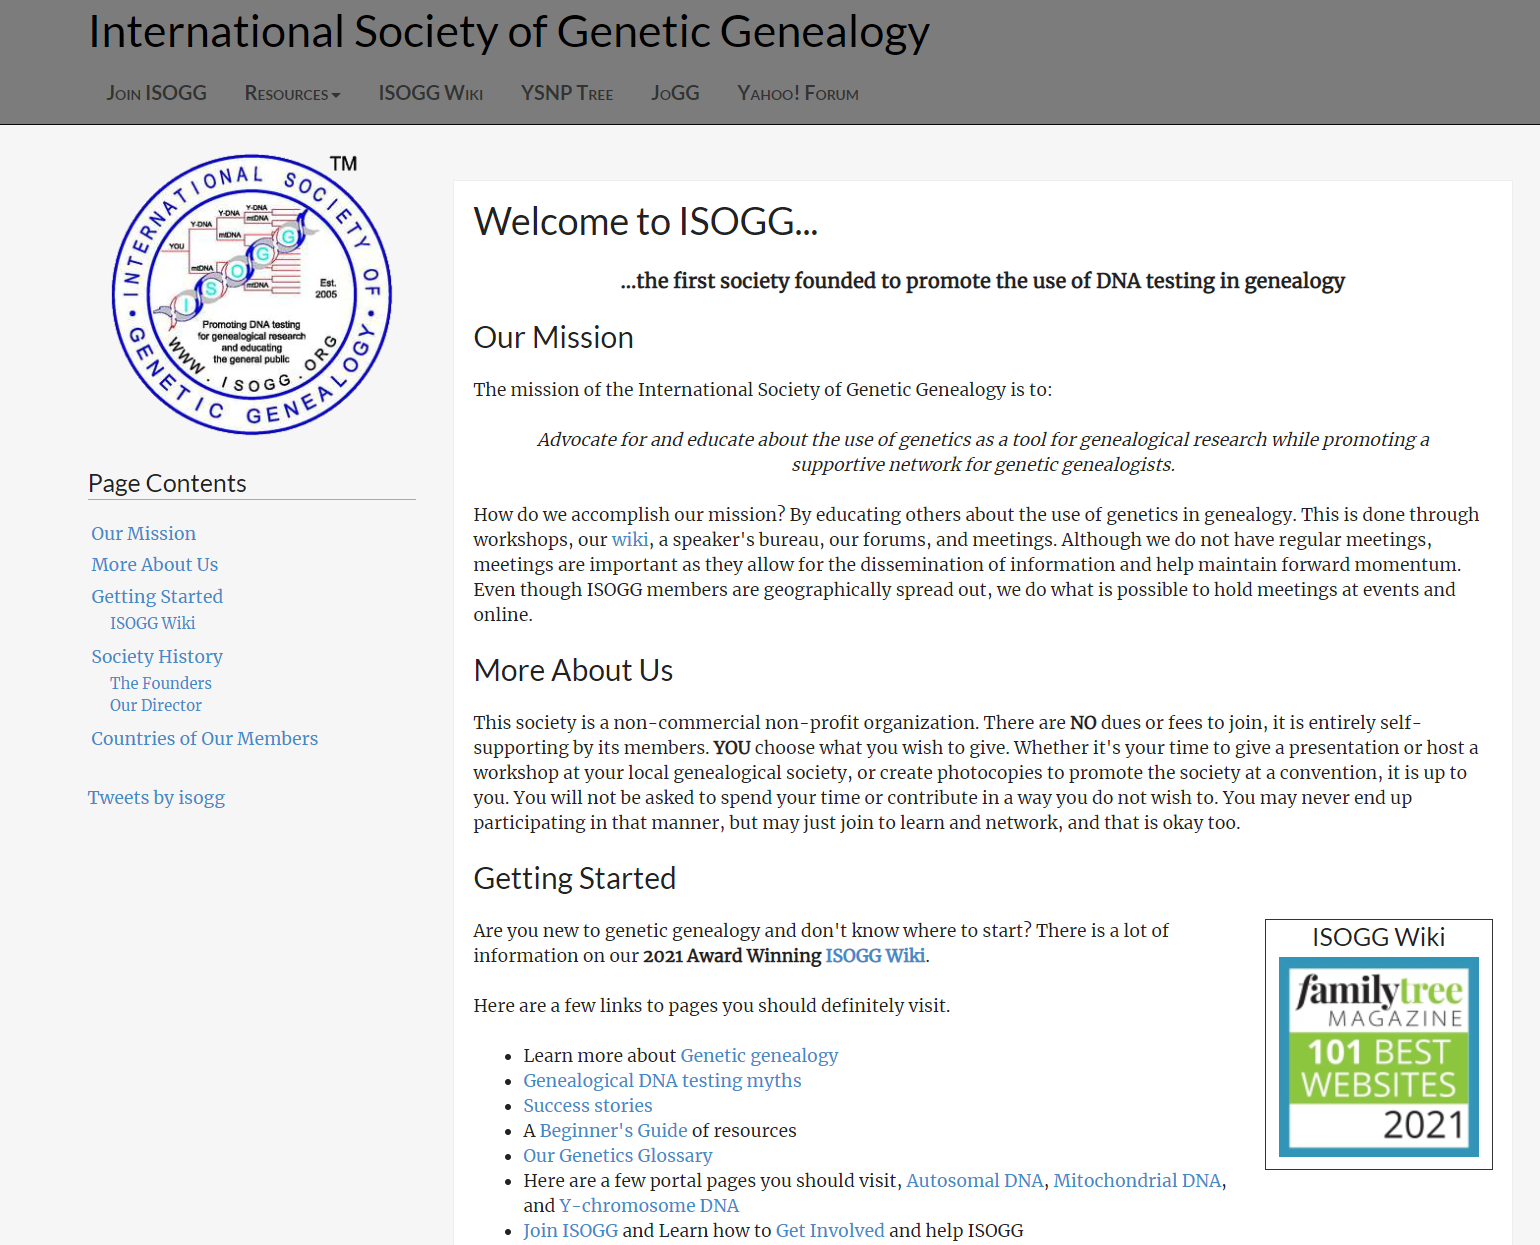 International Society of Genetic Genealogy
Join ISOGG Resources ISOGG Wiki YSNP Tree JoGG Yahoo! Forum
TM
INTERNATIONAL SOCIETY OF
GENETIC GENEALOGY
YOU
Y-DNA
mtDNA
Y-DNA
mtDNA
Y-DNA
mtDNA
mtDNA
ISOGG
Est.
2005
Promoting DNA testing
for genealogical research
and educating
the general public
WWW.ISOGG.ORG
Page Contents
Our Mission
More About Us
Getting Started
ISOGG Wiki
Society History
The Founders
Our Director
Countries of Our Members
Tweets by isogg
Welcome to ISOGG...
...the first society founded to promote the use of DNA testing in genealogy
Our Mission
The mission of the International Society of Genetic Genealogy is to:
Advocate for and educate about the use of genetics as a tool for genealogical research while promoting a
supportive network for genetic genealogists.
How do we accomplish our mission? By educating others about the use of genetics in genealogy. This is done through
workshops, our wiki, a speaker's bureau, our forums, and meetings. Although we do not have regular meetings,
meetings are important as they allow for the dissemination of information and help maintain forward momentum.
Even though ISOGG members are geographically spread out, we do what is possible to hold meetings at events and
online.
More About Us
This society is a non-commercial non-profit organization. There are NO dues or fees to join, it is entirely self-
supporting by its members. YOU choose what you wish to give. Whether it's your time to give a presentation or host a
workshop at your local genealogical society, or create photocopies to promote the society at a convention, it is up to
you. You will not be asked to spend your time or contribute in a way you do not wish to. You may never end up
participating in that manner, but may just join to learn and network, and that is okay too.
Getting Started
Are you new to genetic genealogy and don't know where to start? There is a lot of
information on our 2021 Award Winning ISOGG Wiki.
Here are a few links to pages you should definitely visit.
• Learn more about Genetic genealogy
• Genealogical DNA testing myths
• Success stories
• A Beginner's Guide of resources
• Our Genetics Glossary
• Here are a few portal pages you should visit, Autosomal DNA, Mitochondrial DNA,
and Y-chromosome DNA
• Join ISOGG and Learn how to Get Involved and help ISOGG
ISOGG Wiki
familytree
MAGAZINE
101 BEST
WEBSITES
2021